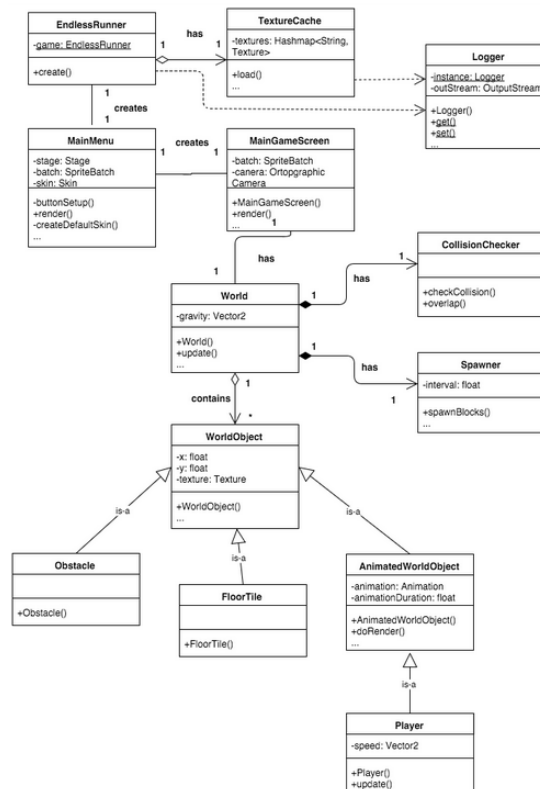 EndlessRunner
-game: EndlessRunner
+create()
1
has
1
TextureCache
-textures: Hashmap<String,
Texture>
+load()
...
Logger
-instance: Logger
-outStream: OutputStream
+Logger()
+get()
+set()
...
1
creates
1
MainMenu
-stage: Stage
-batch: SpriteBatch
-skin: Skin
-buttonSetup()
+render()
-createDefaultSkin()
...
1
creates
1
MainGameScreen
-batch: SpriteBatch
-canera: Ortopgraphic
Camera
+MainGameScreen()
+render()
...
1
has
1
World
-gravity: Vector2
+World()
+update()
...
1
has
1
CollisionChecker
+checkCollision()
+overlap()
1
has
1
Spawner
-interval: float
+spawnBlocks()
...
1
contains
*
WorldObject
-x: float
-y: float
-texture: Texture
+WorldObject()
...
is-a
is-a
is-a
Obstacle
+Obstacle()
FloorTile
+FloorTile()
AnimatedWorldObject
-animation: Animation
-animationDuration: float
+AnimatedWorldObject()
+doRender()
...
is-a
Player
-speed: Vector2
+Player()
+update()